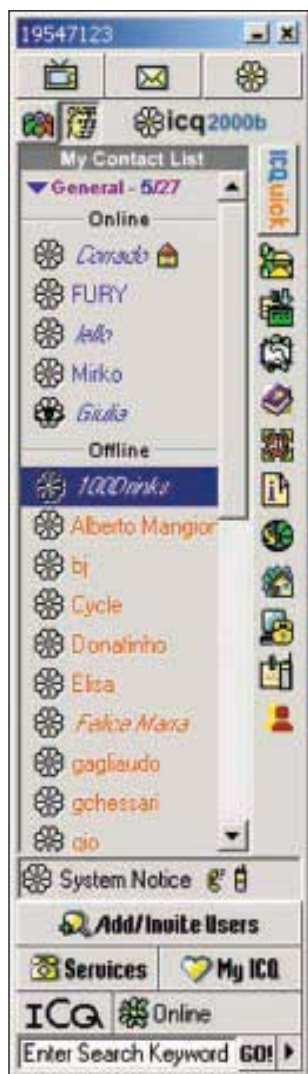 19547123
icq2000b
My Contact List
ICQuick
General - 5/27
Online
Corrado
FURY
Jello
Mirko
Giulia
Offline
1000Drinks
Alberto Mangior
bj
Cycle
Donatinho
Elisa
Felice Maria
gagliaudo
gchessari
gio
System Notice
Add/Invite Users
Services My ICQ
ICQ Online
Enter Search Keyword GO!